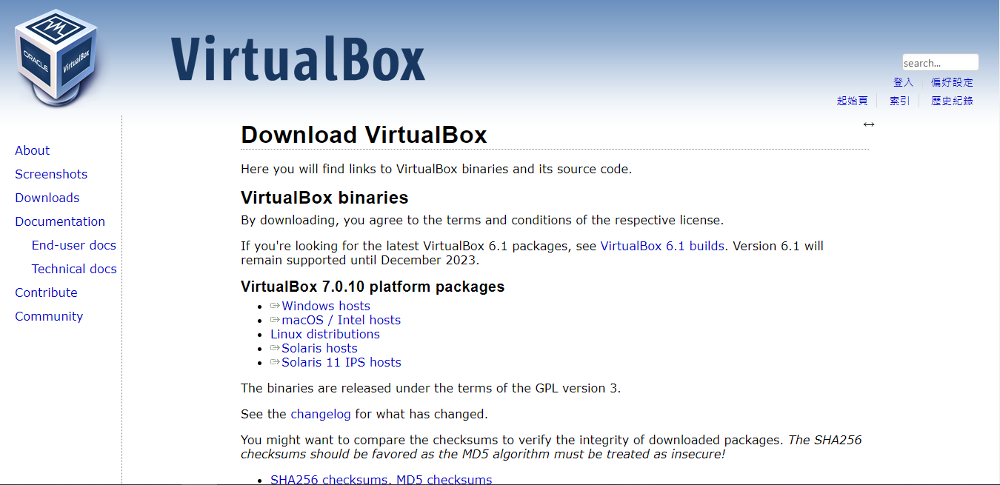 ORACLE
VirtualBox
VirtualBox
search...
登入
偏好設定
起始頁
索引
歷史紀錄
About
Screenshots
Downloads
Documentation
End-user docs
Technical docs
Contribute
Community
Download VirtualBox
Here you will find links to VirtualBox binaries and its source code.
VirtualBox binaries
By downloading, you agree to the terms and conditions of the respective license.
If you're looking for the latest VirtualBox 6.1 packages, see VirtualBox 6.1 builds. Version 6.1 will
remain supported until December 2023.
VirtualBox 7.0.10 platform packages
Windows hosts
macOS / Intel hosts
Linux distributions
Solaris hosts
Solaris 11 IPS hosts
The binaries are released under the terms of the GPL version 3.
See the changelog for what has changed.
You might want to compare the checksums to verify the integrity of downloaded packages. The SHA256
checksums should be favored as the MD5 algorithm must be treated as insecure!
SHA256 checksums, MD5 checksums